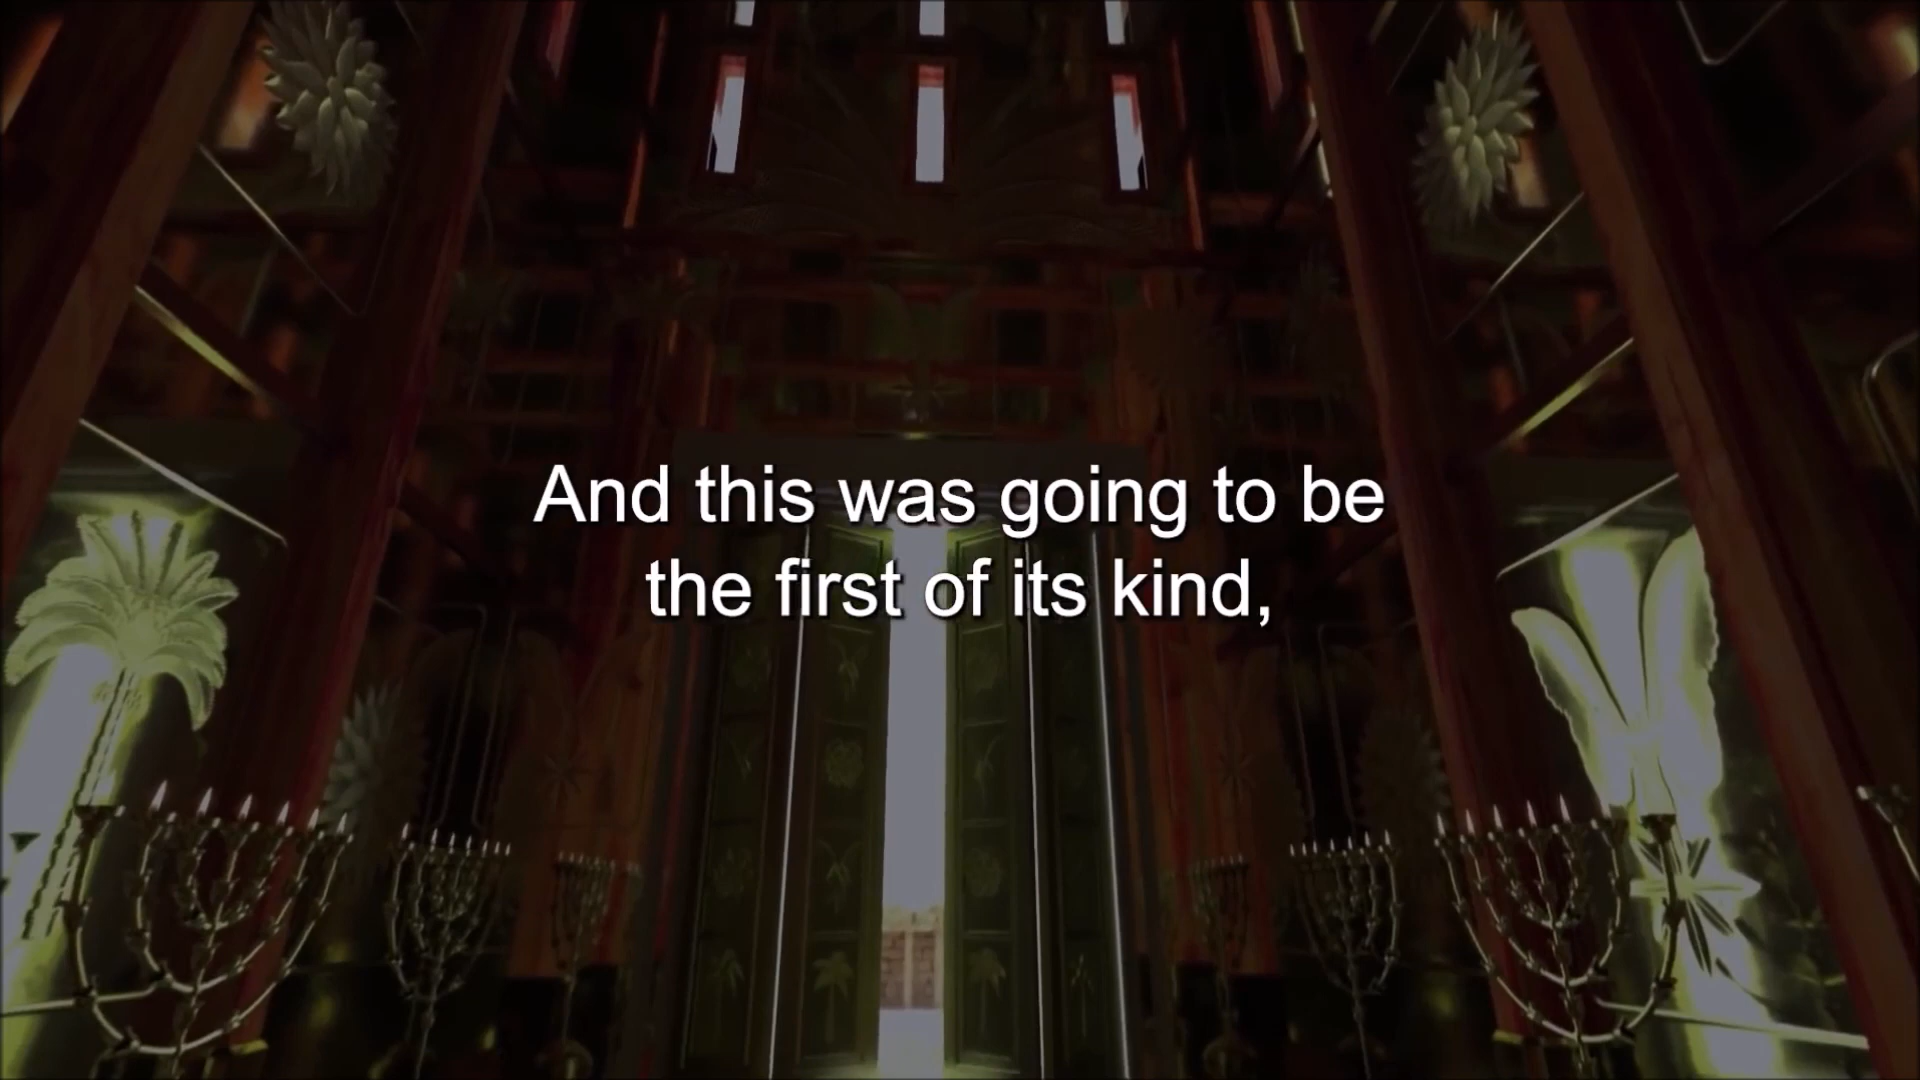 And this was going to be
the first of its kind,